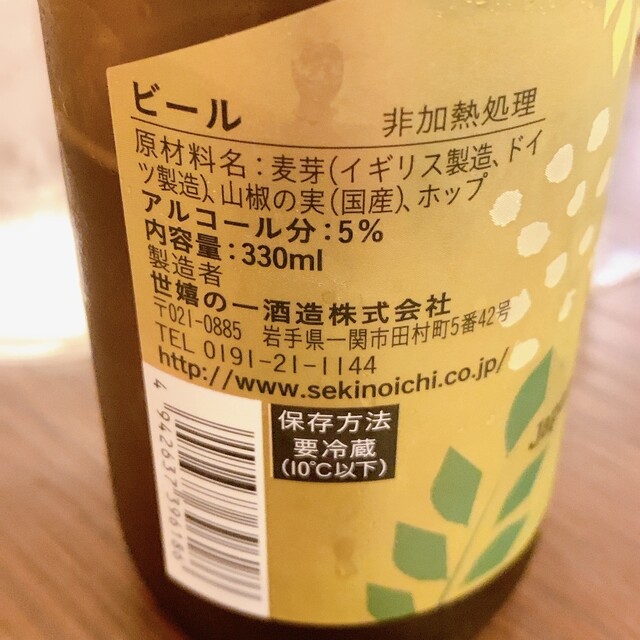 ビール
非加熱処理
原材料名：麦芽(イギリス製造、ドイ
ツ製造)、山椒の実(国産)、ホップ
アルコール分：5%
内容量：330ml
製造者
世嬉の一酒造株式会社
〒021-0885 岩手県一関市田村町5番42号
TEL 0191-21-1144
http://www.sekinoichi.co.jp/
保存方法
要冷蔵
(10℃以下)